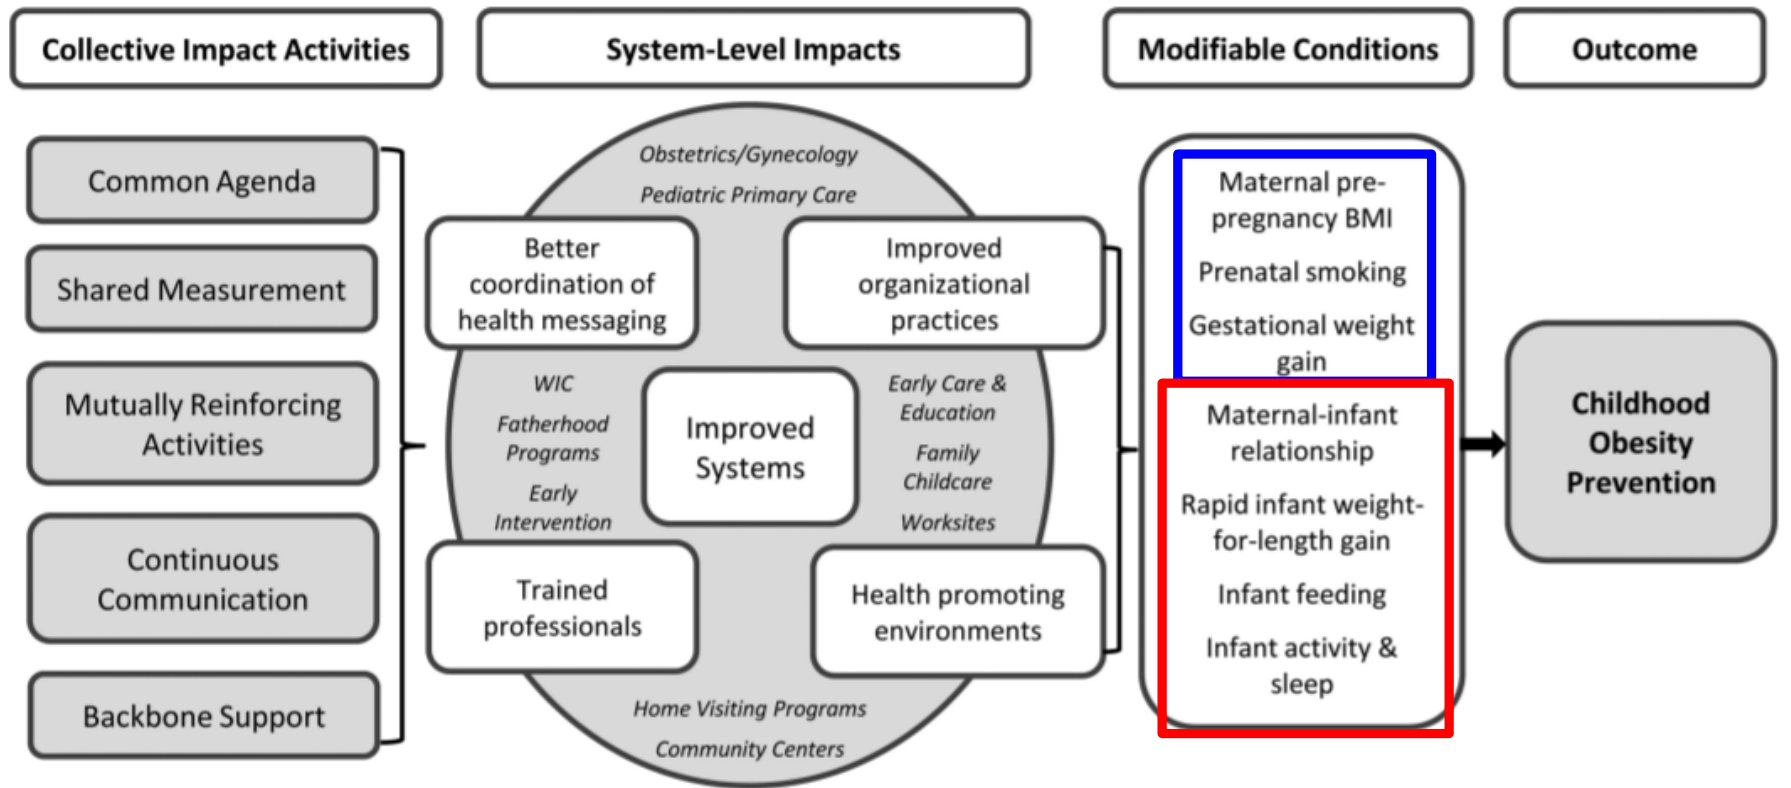 Collective Impact Activities
System-Level Impacts
Modifiable Conditions
Outcome
Common Agenda
Shared Measurement
Mutually Reinforcing
Activities
Continuous
Communication
Backbone Support
Obstetrics/Gynecology
Pediatric Primary Care
Better
coordination of
health messaging
Improved
organizational
practices
WIC
Fatherhood
Programs
Early
Intervention
Improved
Systems
Early Care &
Education
Family
Childcare
Worksites
Trained
professionals
Health promoting
environments
Home Visiting Programs
Community Centers
Maternal pre-
pregnancy BMI
Prenatal smoking
Gestational weight
gain
Maternal-infant
relationship
Rapid infant weight-
for-length gain
Infant feeding
Infant activity &
sleep
Childhood
Obesity
Prevention